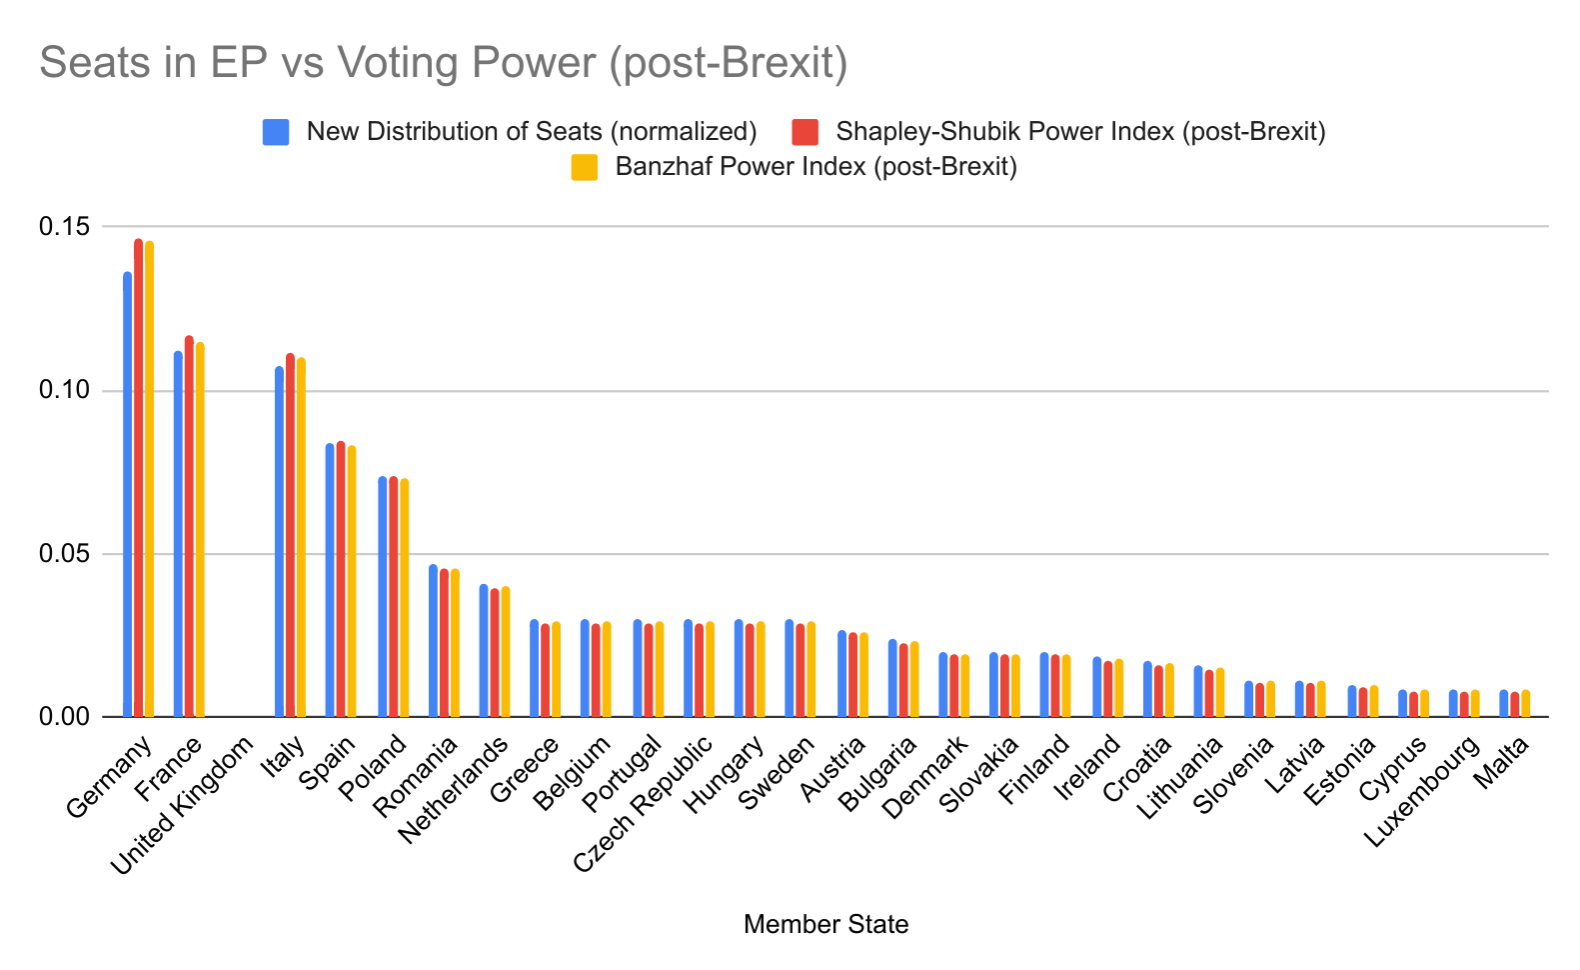 Seats in EP vs Voting Power (post-Brexit)
New Distribution of Seats (normalized)
Shapley-Shubik Power Index (post-Brexit)
Banzhaf Power Index (post-Brexit)
0.15
0.10
0.05
0.00
Germany
France
United Kingdom
Italy
Spain
Poland
Romania
Netherlands
Greece
Belgium
Portugal
Czech Republic
Hungary
Sweden
Austria
Bulgaria
Denmark
Slovakia
Finland
Ireland
Croatia
Lithuania
Slovenia
Latvia
Estonia
Cyprus
Luxembourg
Malta
Member State